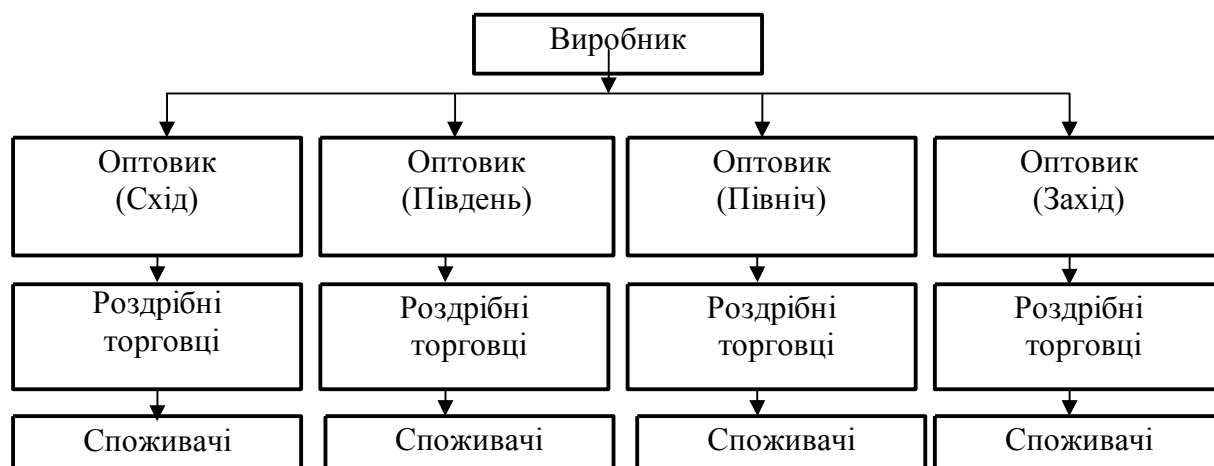 Виробник
Оптовик
(Схід)
Оптовик
(Південь)
Оптовик
(Північ)
Оптовик
(Захід)
Роздрібні
торговці
Роздрібні
торговці
Роздрібні
торговці
Роздрібні
торговці
Споживачі
Споживачі
Споживачі
Споживачі